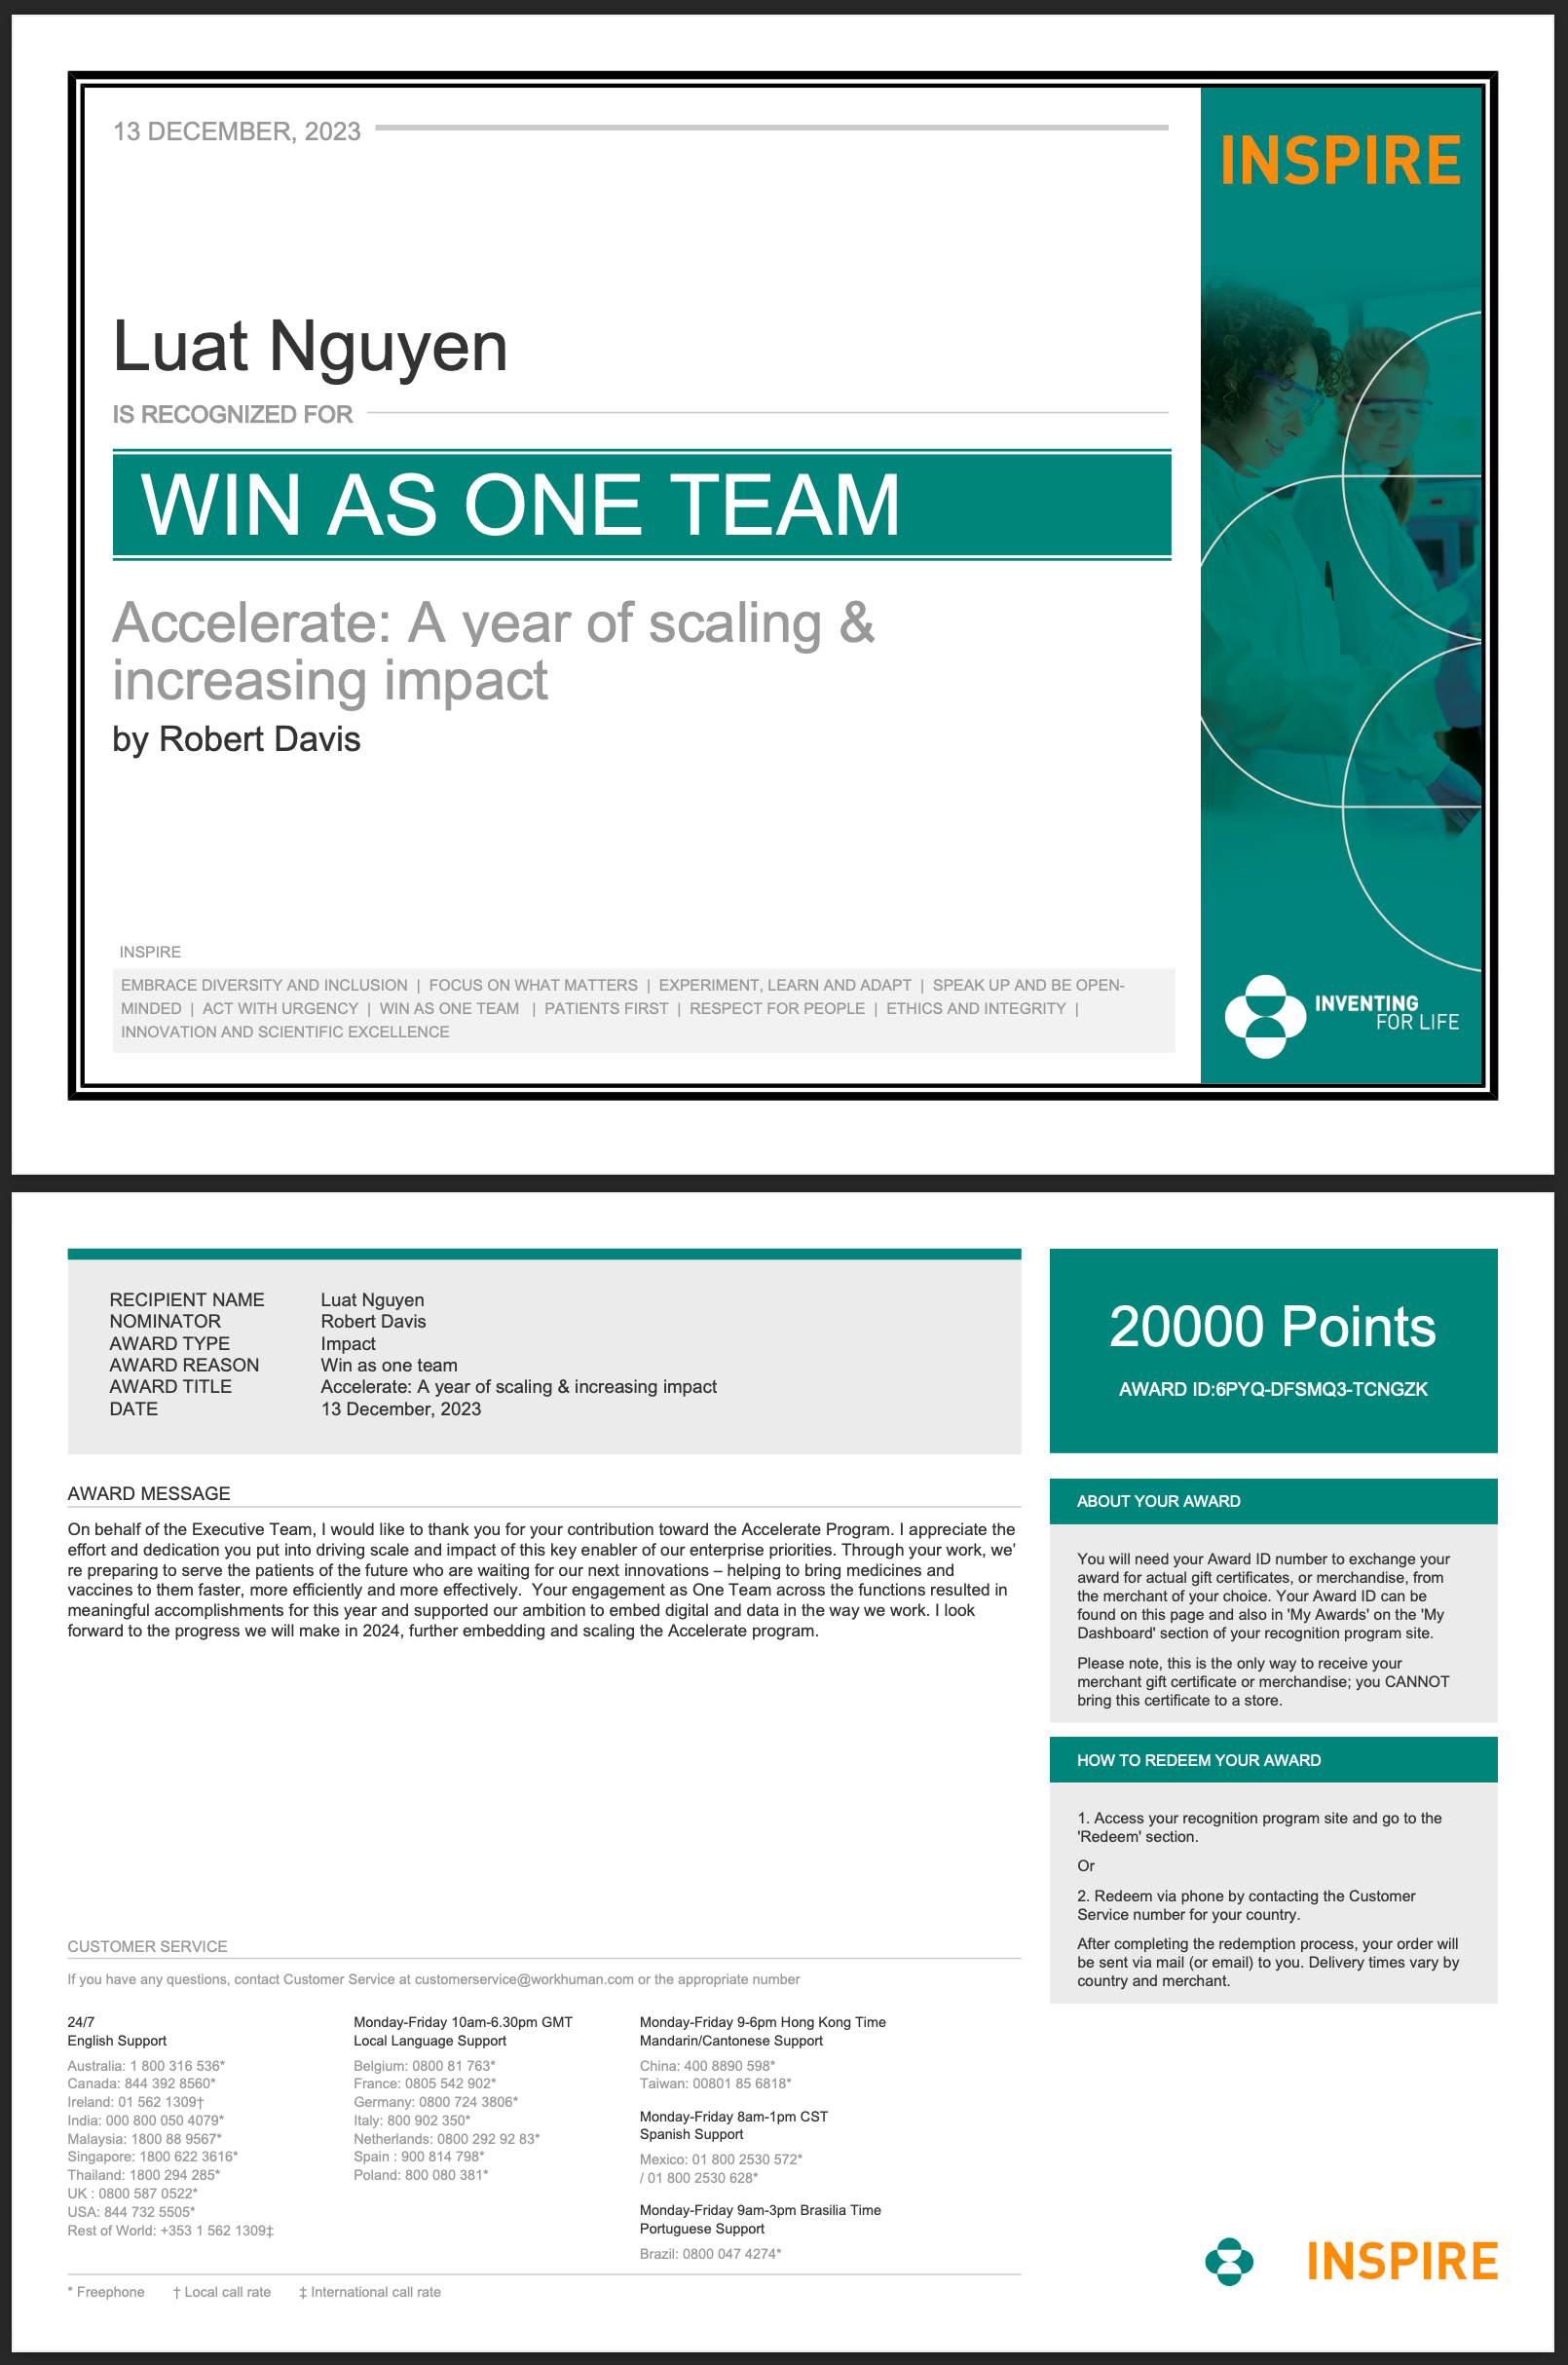 13 DECEMBER, 2023
INSPIRE
Luat Nguyen
IS RECOGNIZED FOR
WIN AS ONE TEAM
Accelerate: A year of scaling &
increasing impact
by Robert Davis
INSPIRE
EMBRACE DIVERSITY AND INCLUSION | FOCUS ON WHAT MATTERS | EXPERIMENT, LEARN AND ADAPT | SPEAK UP AND BE OPEN-
MINDED | ACT WITH URGENCY | WIN AS ONE TEAM | PATIENTS FIRST | RESPECT FOR PEOPLE | ETHICS AND INTEGRITY |
INNOVATION AND SCIENTIFIC EXCELLENCE
INVENTING
FOR LIFE
RECIPIENT NAME Luat Nguyen
NOMINATOR Robert Davis
AWARD TYPE Impact
AWARD REASON Win as one team
AWARD TITLE Accelerate: A year of scaling & increasing impact
DATE 13 December, 2023
20000 Points
AWARD ID:6PYQ-DFSMQ3-TCNGZK
AWARD MESSAGE
On behalf of the Executive Team, I would like to thank you for your contribution toward the Accelerate Program. I appreciate the
effort and dedication you put into driving scale and impact of this key enabler of our enterprise priorities. Through your work, we'
re preparing to serve the patients of the future who are waiting for our next innovations – helping to bring medicines and
vaccines to them faster, more efficiently and more effectively.  Your engagement as One Team across the functions resulted in
meaningful accomplishments for this year and supported our ambition to embed digital and data in the way we work. I look
forward to the progress we will make in 2024, further embedding and scaling the Accelerate program.
ABOUT YOUR AWARD
You will need your Award ID number to exchange your
award for actual gift certificates, or merchandise, from
the merchant of your choice. Your Award ID can be
found on this page and also in 'My Awards' on the 'My
Dashboard' section of your recognition program site.
Please note, this is the only way to receive your
merchant gift certificate or merchandise; you CANNOT
bring this certificate to a store.
HOW TO REDEEM YOUR AWARD
1. Access your recognition program site and go to the
'Redeem' section.
Or
2. Redeem via phone by contacting the Customer
Service number for your country.
After completing the redemption process, your order will
be sent via mail (or email) to you. Delivery times vary by
country and merchant.
CUSTOMER SERVICE
If you have any questions, contact Customer Service at customerservice@workhuman.com or the appropriate number
24/7
English Support
Australia: 1 800 316 536*
Canada: 844 392 8560*
Ireland: 01 562 1309†
India: 000 800 050 4079*
Malaysia: 1800 88 9567*
Singapore: 1800 622 3616*
Thailand: 1800 294 285*
UK : 0800 587 0522*
USA: 844 732 5505*
Rest of World: +353 1 562 1309‡
Monday-Friday 10am-6.30pm GMT
Local Language Support
Belgium: 0800 81 763*
France: 0805 542 902*
Germany: 0800 724 3806*
Italy: 800 902 350*
Netherlands: 0800 292 92 83*
Spain : 900 814 798*
Poland: 800 080 381*
Monday-Friday 9-6pm Hong Kong Time
Mandarin/Cantonese Support
China: 400 8890 598*
Taiwan: 00801 85 6818*
Monday-Friday 8am-1pm CST
Spanish Support
Mexico: 01 800 2530 572*
/ 01 800 2530 628*
Monday-Friday 9am-3pm Brasilia Time
Portuguese Support
Brazil: 0800 047 4274*
* Freephone † Local call rate ‡ International call rate
INSPIRE